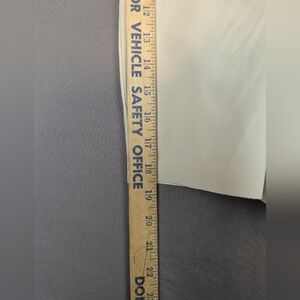 OR VEHICLE SAFETY OFFICE
DO
12 13 14 15 16 17 18 19 20 21 22